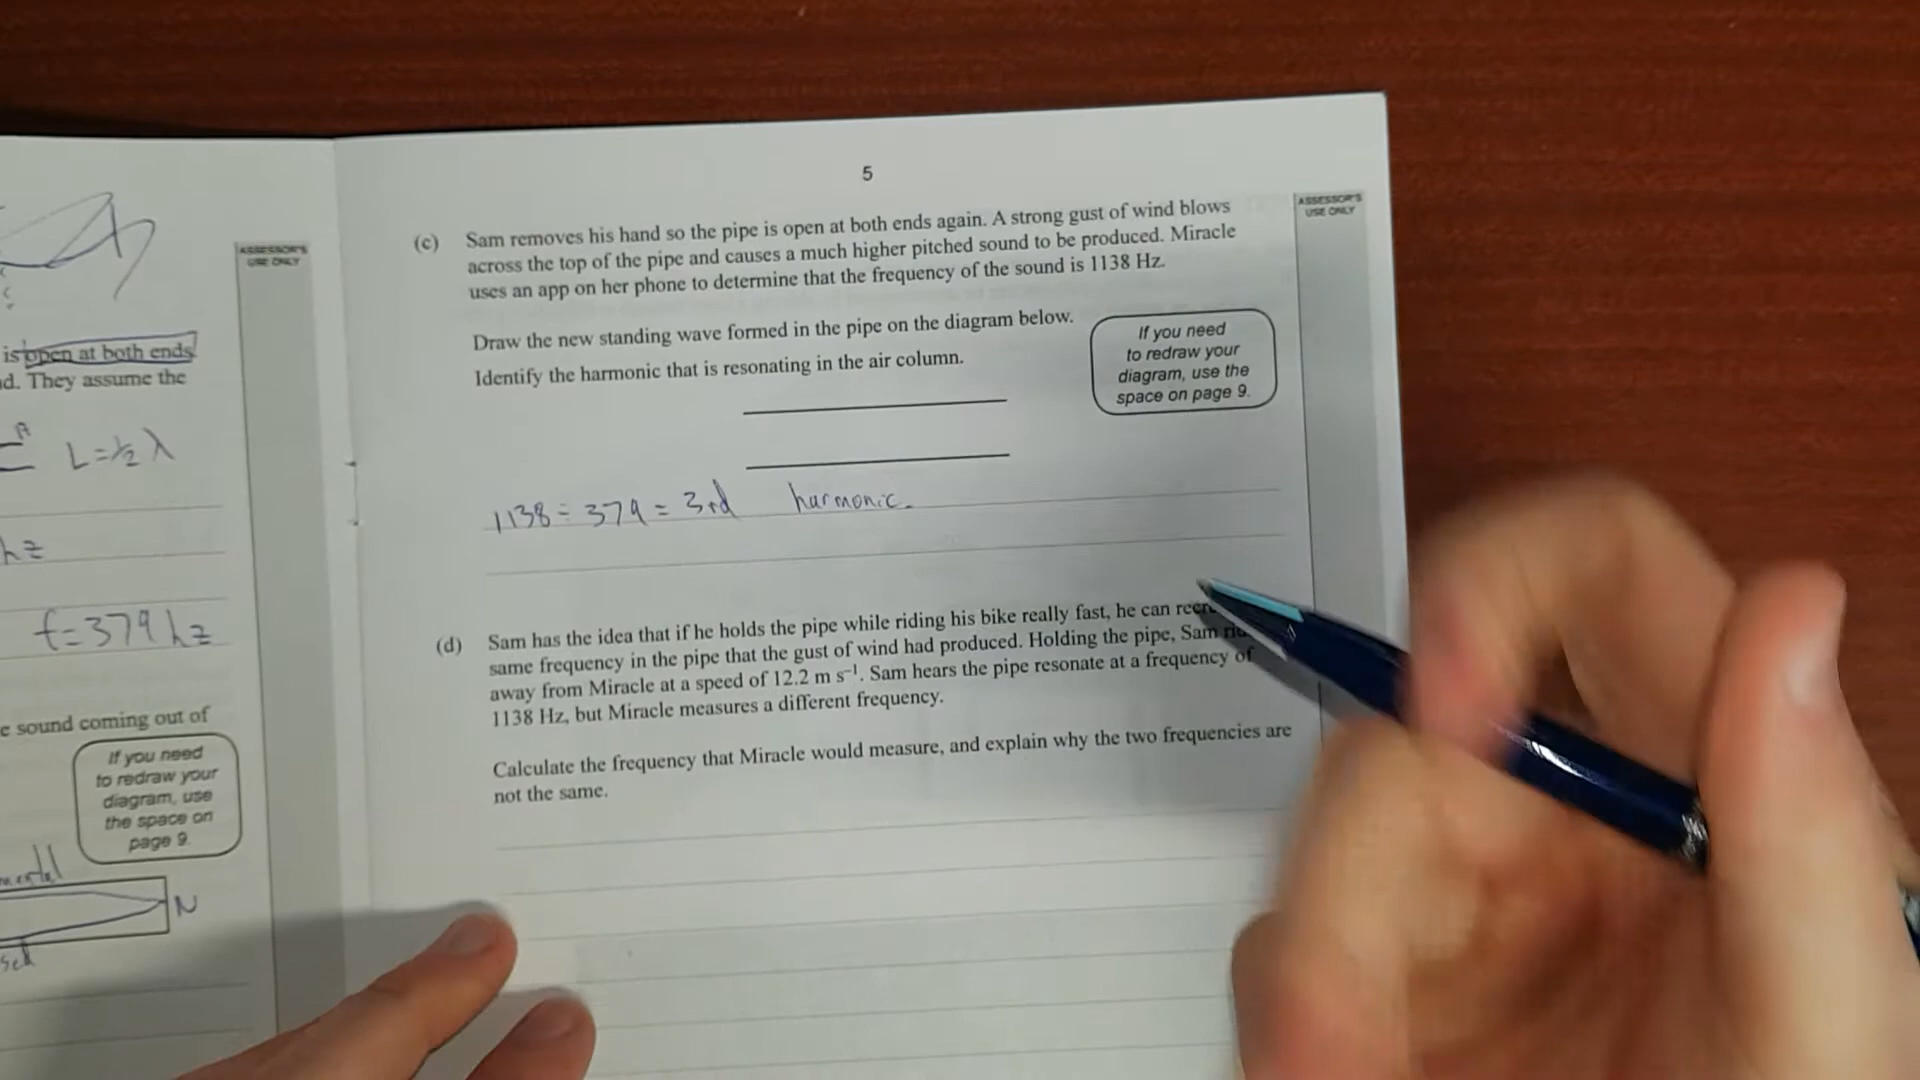 ASSESSOR'S
USE ONLY
is open at both ends.
d. They assume the
A
L = ½ λ
hz
f = 379 hz
e sound coming out of
If you need
to redraw your
diagram, use
the space on
page 9.
N
5
ASSESSOR'S
USE ONLY
(c) Sam removes his hand so the pipe is open at both ends again. A strong gust of wind blows
across the top of the pipe and causes a much higher pitched sound to be produced. Miracle
uses an app on her phone to determine that the frequency of the sound is 1138 Hz.
Draw the new standing wave formed in the pipe on the diagram below.
Identify the harmonic that is resonating in the air column.
If you need
to redraw your
diagram, use the
space on page 9.
1138 ÷ 379 = 3rd harmonic.
(d) Sam has the idea that if he holds the pipe while riding his bike really fast, he can
same frequency in the pipe that the gust of wind had produced. Holding the pipe, Sam
away from Miracle at a speed of 12.2 m s⁻¹. Sam hears the pipe resonate at a frequency of
1138 Hz, but Miracle measures a different frequency.
Calculate the frequency that Miracle would measure, and explain why the two frequencies are
not the same.